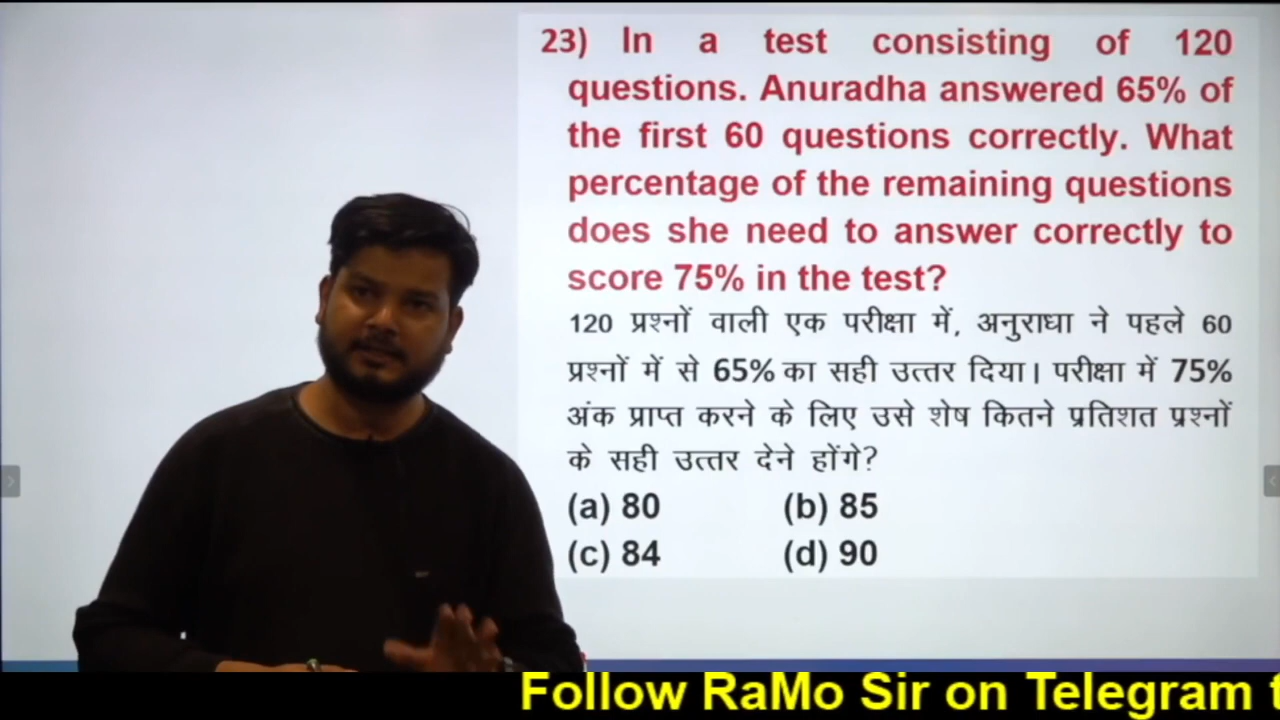 23) In a test consisting of 120
questions. Anuradha answered 65% of
the first 60 questions correctly. What
percentage of the remaining questions
does she need to answer correctly to
score 75% in the test?
120 प्रश्नों वाली एक परीक्षा में, अनुराधा ने पहले 60
प्रश्नों में से 65% का सही उत्तर दिया। परीक्षा में 75%
अंक प्राप्त करने के लिए उसे शेष कितने प्रतिशत प्रश्नों
के सही उत्तर देने होंगे?
(a) 80 (b) 85
(c) 84 (d) 90
Follow RaMo Sir on Telegram t